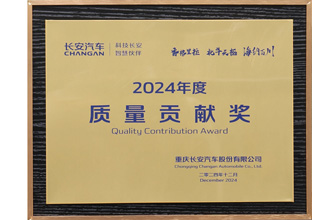 长安汽车
CHANGAN
科技长安
智慧伙伴
2024年度
质量贡献奖
Quality Contribution Award
重庆长安汽车股份有限公司
Chongqing Changan Automobile Co., Ltd.
二零二四年十二月
December 2024